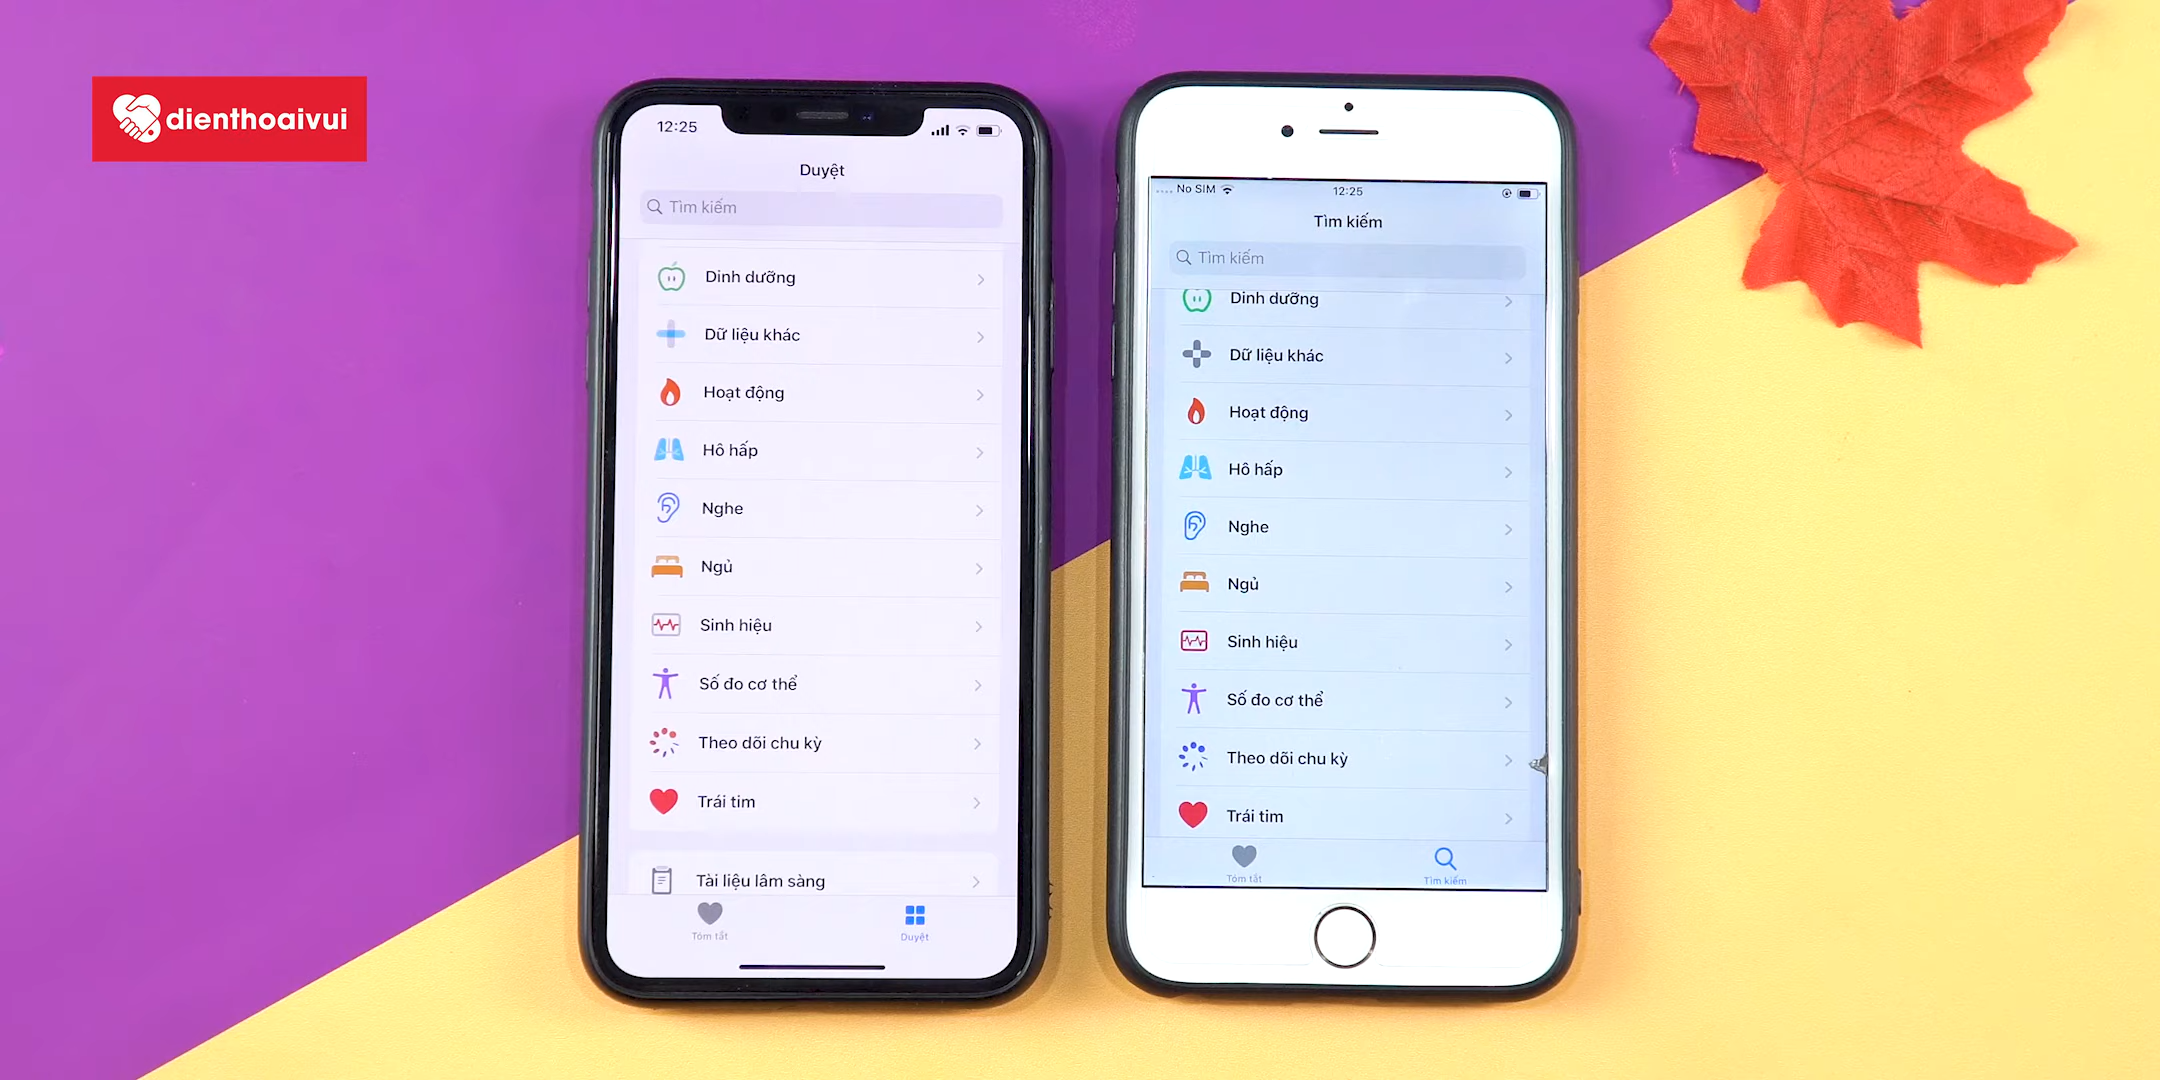 dienthoaivui
12:25
Duyệt
Tìm kiếm
Dinh dưỡng
Dữ liệu khác
Hoạt động
Hô hấp
Nghe
Ngủ
Sinh hiệu
Số đo cơ thể
Theo dõi chu kỳ
Trái tim
Tài liệu lâm sàng
Tóm tắt
Duyệt
No SIM 12:25
Tìm kiếm
Tìm kiếm
Dinh dưỡng
Dữ liệu khác
Hoạt động
Hô hấp
Nghe
Ngủ
Sinh hiệu
Số đo cơ thể
Theo dõi chu kỳ
Trái tim
Tóm tắt
Tìm kiếm